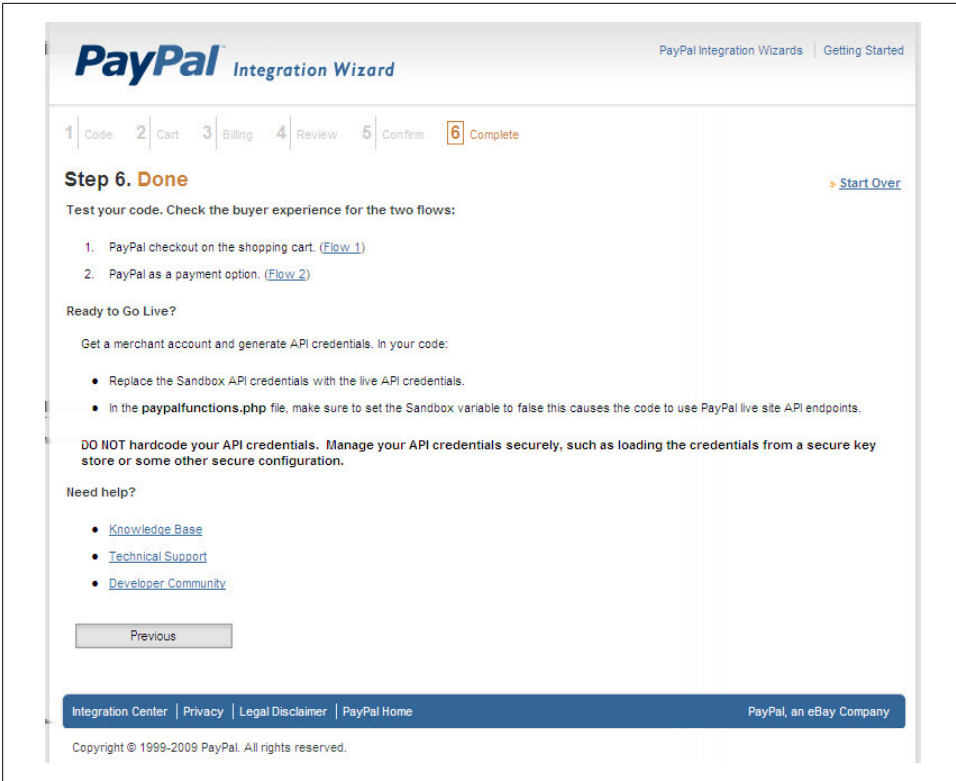 PayPal Integration Wizard
PayPal Integration Wizards | Getting Started
1 Code 2 Cart 3 Billing 4 Review 5 Confirm 6 Complete
Step 6. Done
» Start Over
Test your code. Check the buyer experience for the two flows:
1. PayPal checkout on the shopping cart. (Flow 1)
2. PayPal as a payment option. (Flow 2)
Ready to Go Live?
Get a merchant account and generate API credentials. In your code:
• Replace the Sandbox API credentials with the live API credentials.
• In the paypalfunctions.php file, make sure to set the Sandbox variable to false this causes the code to use PayPal live site API endpoints.
DO NOT hardcode your API credentials. Manage your API credentials securely, such as loading the credentials from a secure key
store or some other secure configuration.
Need help?
• Knowledge Base
• Technical Support
• Developer Community
Previous
Integration Center | Privacy | Legal Disclaimer | PayPal Home
PayPal, an eBay Company
Copyright © 1999-2009 PayPal. All rights reserved.